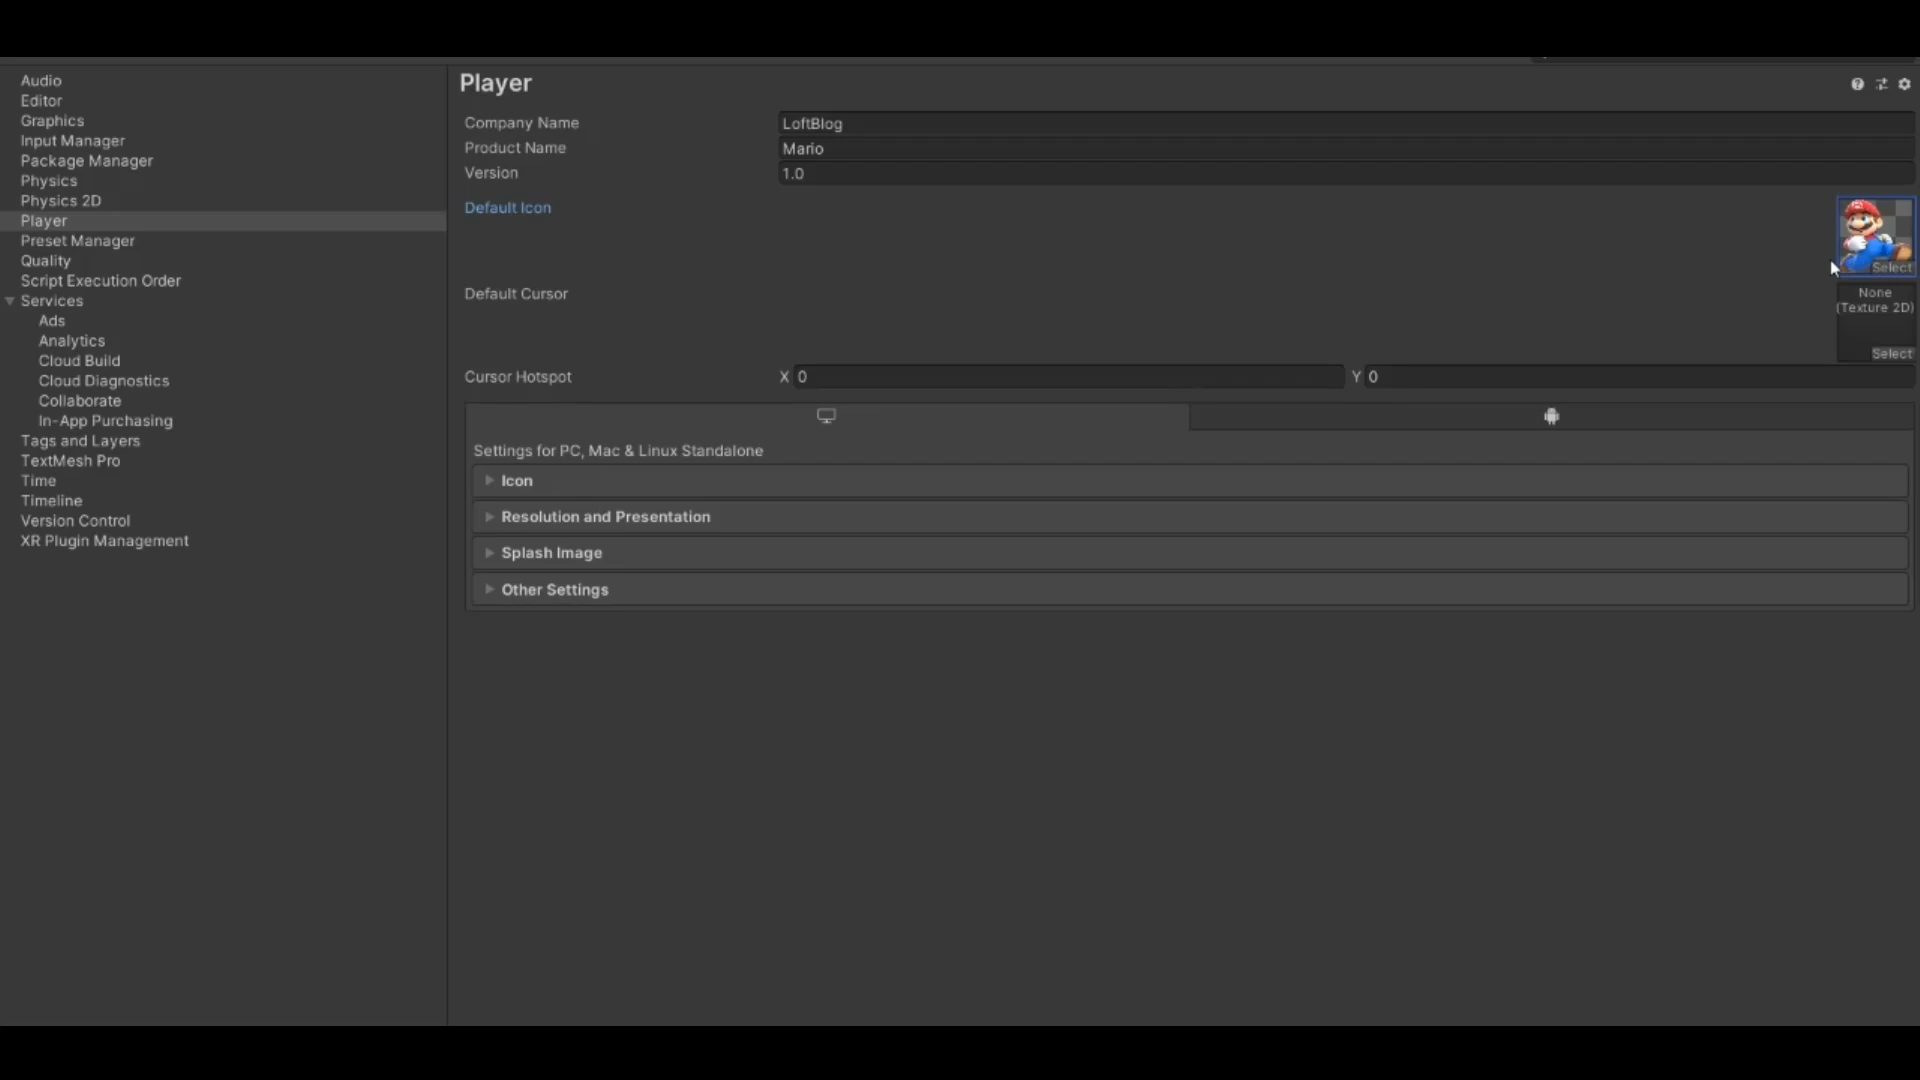 Audio
Editor
Graphics
Input Manager
Package Manager
Physics
Physics 2D
Player
Preset Manager
Quality
Script Execution Order
Services
Ads
Analytics
Cloud Build
Cloud Diagnostics
Collaborate
In-App Purchasing
Tags and Layers
TextMesh Pro
Time
Timeline
Version Control
XR Plugin Management
Player
Company Name LoftBlog
Product Name Mario
Version 1.0
Default Icon
Select
Default Cursor
None
(Texture 2D)
Select
Cursor Hotspot X 0 Y 0
Settings for PC, Mac & Linux Standalone
Icon
Resolution and Presentation
Splash Image
Other Settings